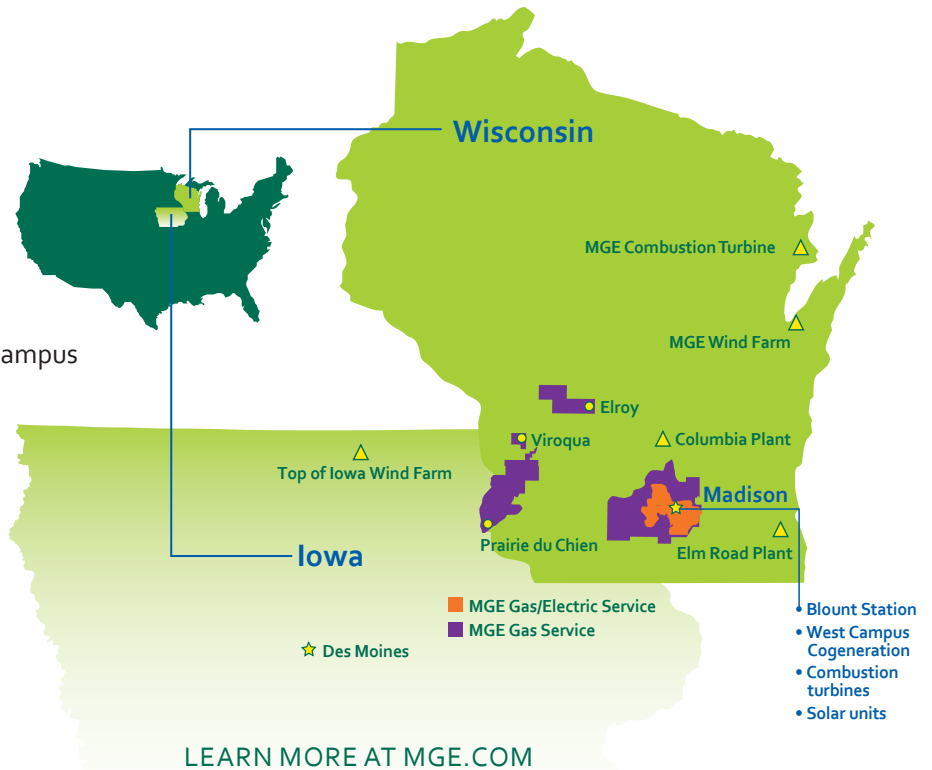 Wisconsin
MGE Combustion Turbine
MGE Wind Farm
ampus
Elroy
Viroqua
Columbia Plant
Top of Iowa Wind Farm
Madison
Prairie du Chien
Elm Road Plant
Iowa
MGE Gas/Electric Service
MGE Gas Service
• Blount Station
• West Campus
Cogeneration
• Combustion
turbines
• Solar units
Des Moines
LEARN MORE AT MGE.COM